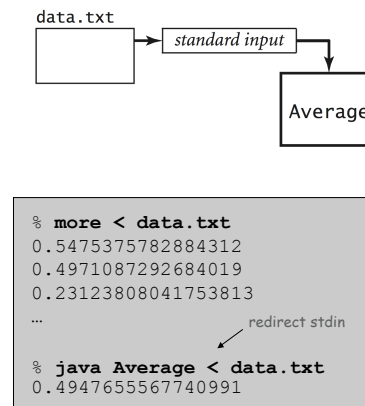 data.txt
standard input
Average
% more < data.txt
0.5475375782884312
0.4971087292684019
0.23123808041753813
…
redirect stdin
% java Average < data.txt
0.4947655567740991